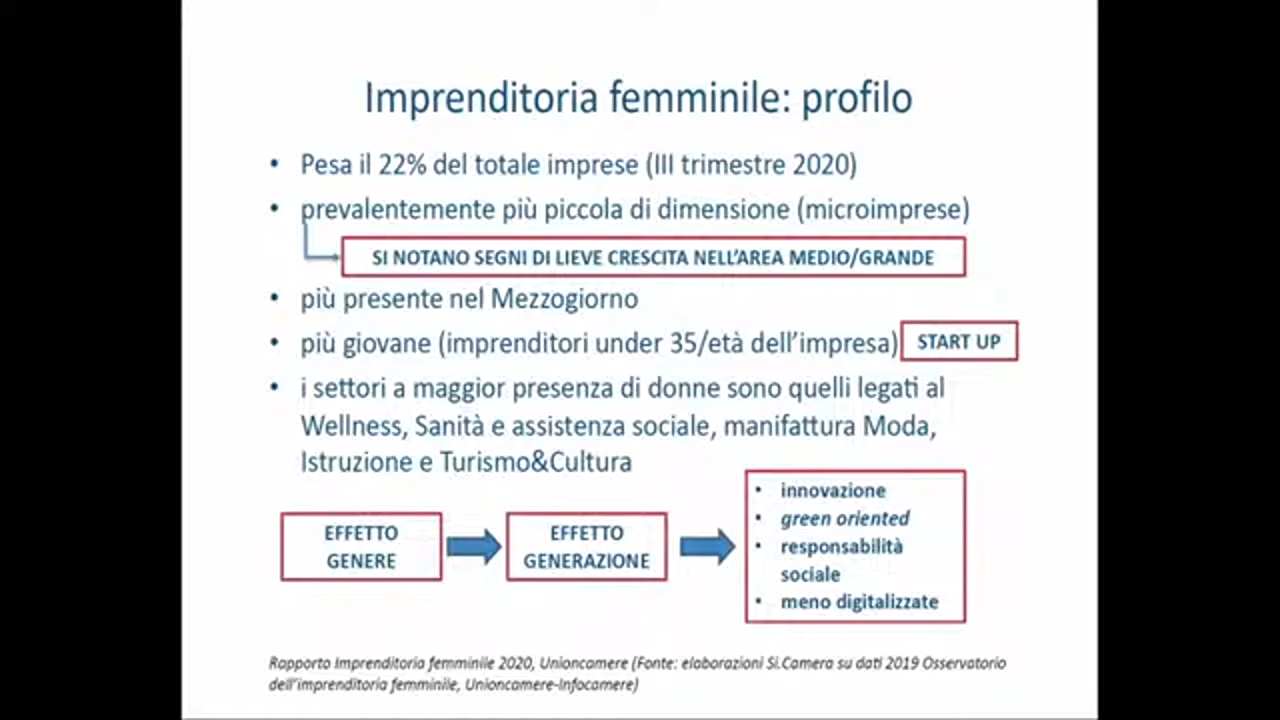 Imprenditoria femminile: profilo
• Pesa il 22% del totale imprese (III trimestre 2020)
• prevalentemente più piccola di dimensione (microimprese)
SI NOTANO SEGNI DI LIEVE CRESCITA NELL'AREA MEDIO/GRANDE
• più presente nel Mezzogiorno
• più giovane (imprenditori under 35/età dell'impresa) START UP
• i settori a maggior presenza di donne sono quelli legati al
Wellness, Sanità e assistenza sociale, manifattura Moda,
Istruzione e Turismo&Cultura
EFFETTO
GENERE
EFFETTO
GENERAZIONE
• innovazione
• green oriented
• responsabilità
sociale
• meno digitalizzate
Rapporto Imprenditoria femminile 2020, Unioncamere (Fonte: elaborazioni Si.Camera su dati 2019 Osservatorio
dell'imprenditoria femminile, Unioncamere-Infocamere)